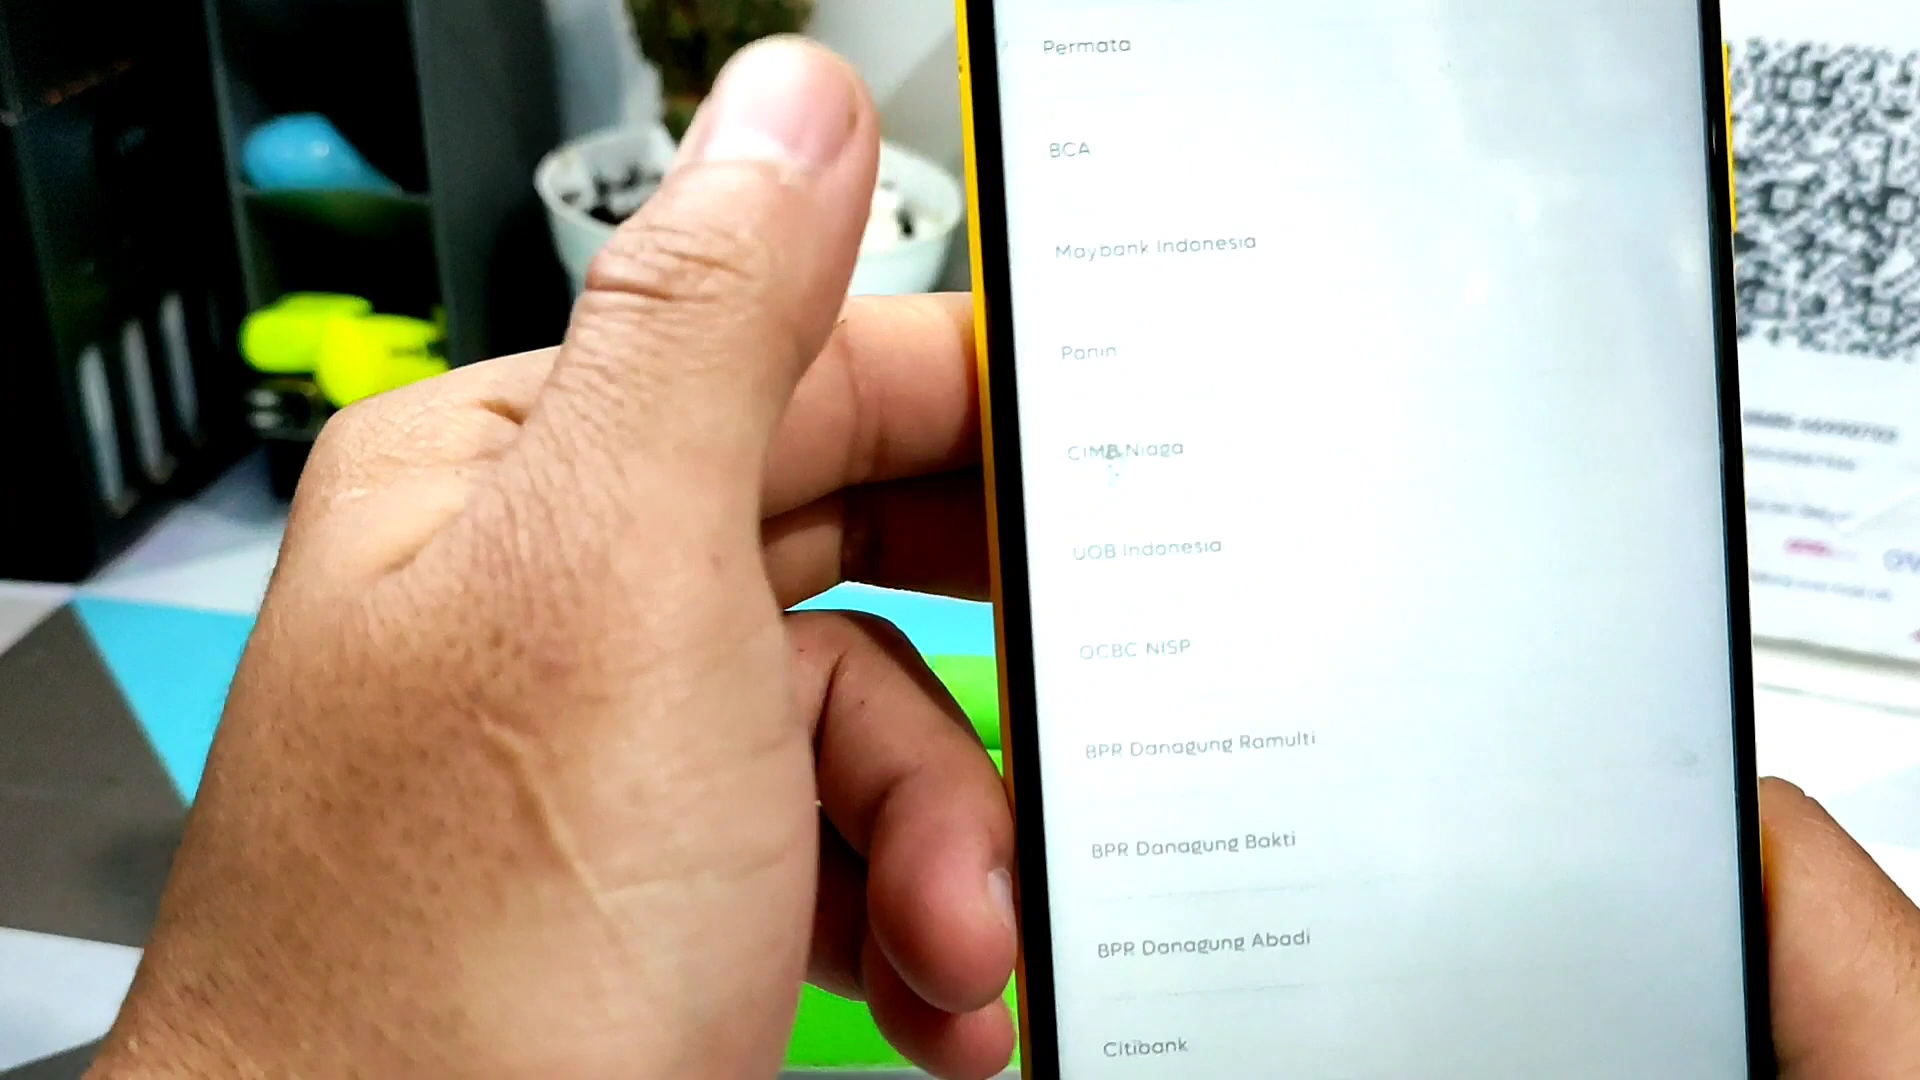 Permata
BCA
Maybank Indonesia
Panin
CIMB Niaga
UOB Indonesia
OCBC NISP
BPR Danagung Ramulti
BPR Danagung Bakti
BPR Danagung Abadi
Citibank